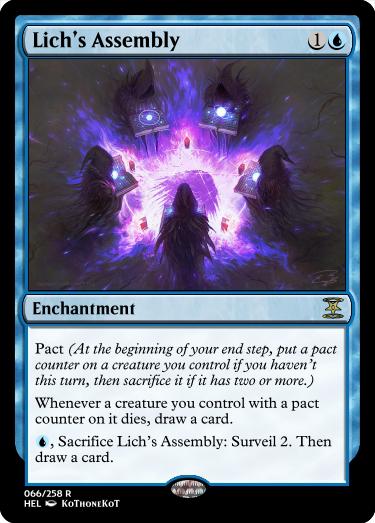 Lich's Assembly 1
Enchantment
Pact (At the beginning of your end step, put a pact
counter on a creature you control if you haven't
this turn, then sacrifice it if it has two or more.)
Whenever a creature you control with a pact
counter on it dies, draw a card.
, Sacrifice Lich's Assembly: Surveil 2. Then
draw a card.
066/258 R
HEL KoThoneKoT